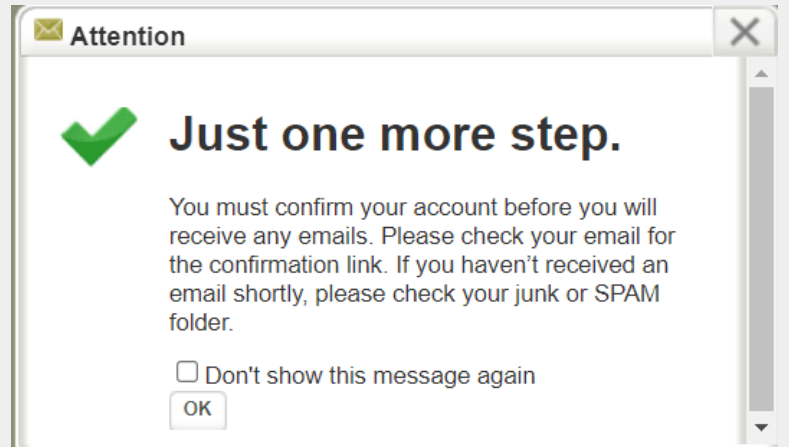 Attention
Just one more step.
You must confirm your account before you will
receive any emails. Please check your email for
the confirmation link. If you haven’t received an
email shortly, please check your junk or SPAM
folder.
Don't show this message again
OK